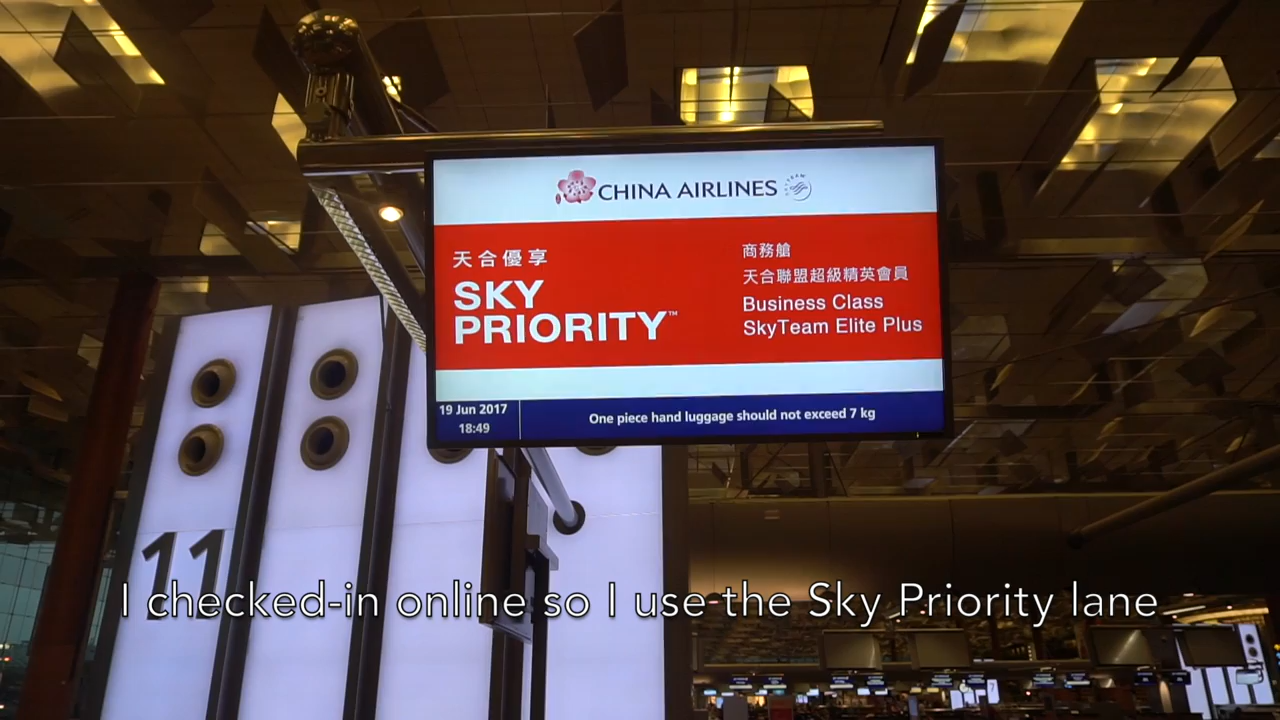 CHINA AIRLINES
天合優享
SKY
PRIORITY™
商務艙
天合聯盟超級精英會員
Business Class
SkyTeam Elite Plus
19 Jun 2017
18:49
One piece hand luggage should not exceed 7 kg
11
I checked-in online so I use the Sky Priority lane
7